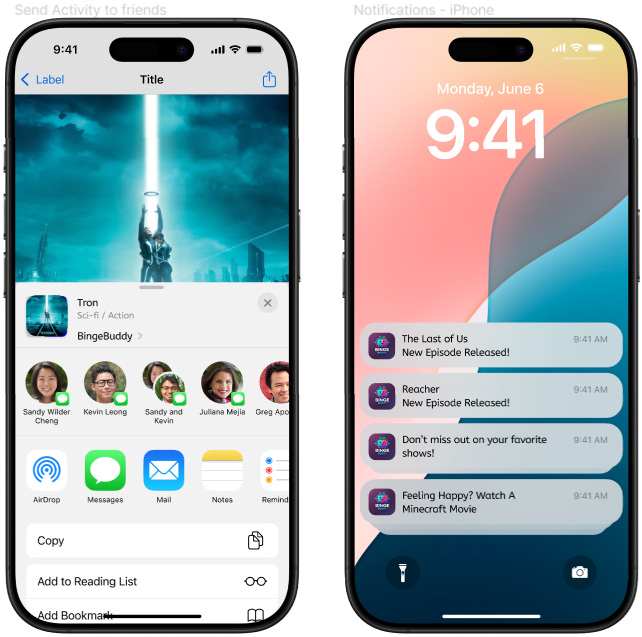 Send Activity to friends
9:41
Label
Title
Tron
Sci-fi / Action
BingeBuddy
Sandy Wilder
Cheng
Kevin Leong
Sandy and
Kevin
Juliana Mejia
Greg Apo
AirDrop
Messages
Mail
Notes
Remind
Copy
Add to Reading List
Add Bookmark
Notifications - iPhone
Monday, June 6
9:41
BINGE
The Last of Us
9:41 AM
New Episode Released!
BINGE
Reacher
9:41 AM
New Episode Released!
BINGE
Don't miss out on your favorite
9:41 AM
shows!
BINGE
Feeling Happy? Watch A
9:41 AM
Minecraft Movie